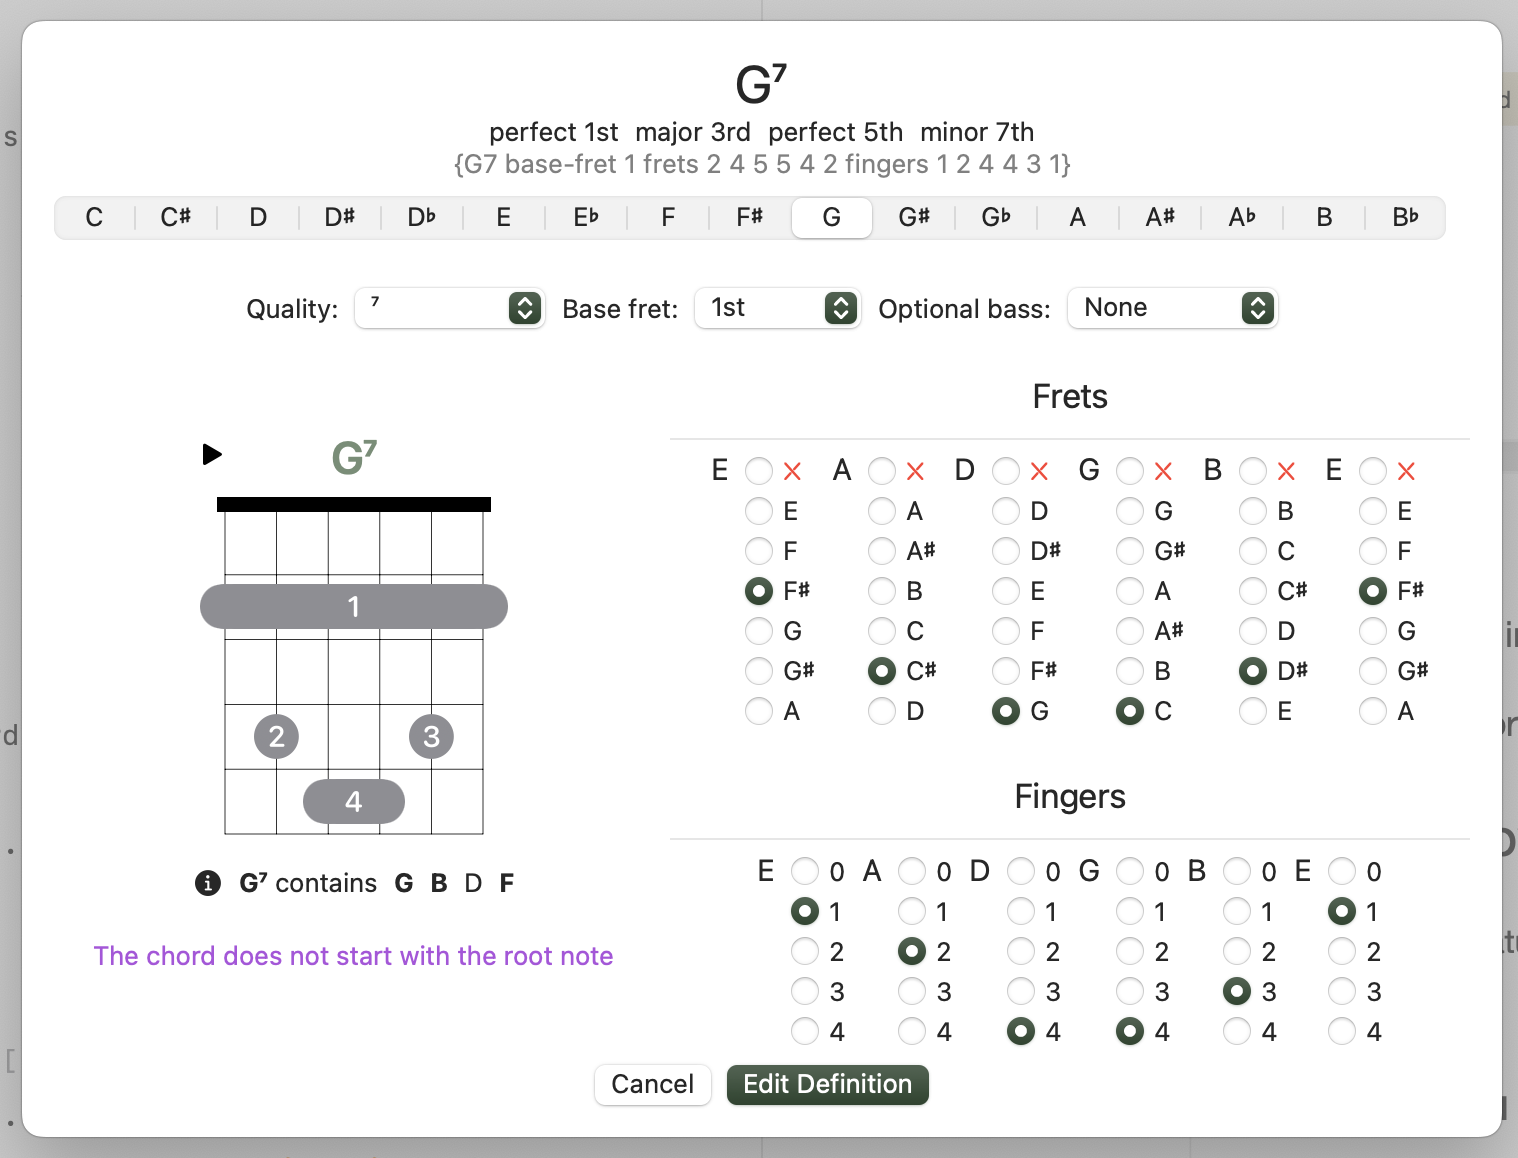 G⁷
perfect 1st major 3rd perfect 5th minor 7th
{G7 base-fret 1 frets 2 4 5 5 4 2 fingers 1 2 4 4 3 1}
C C♯ D D♯ D♭ E E♭ F F♯ G G♯ G♭ A A♯ A♭ B B♭
Quality: ⁷ Base fret: 1st Optional bass: None
Frets
E A D G B E
E A D G B E
F A♯ D♯ G♯ C F
F♯ B E A C♯ F♯
G C F A♯ D G
G♯ C♯ F♯ B D♯ G♯
A D G C E A
G⁷
1
2 3
4
G⁷ contains G B D F
The chord does not start with the root note
Fingers
E 0 A 0 D 0 G 0 B 0 E 0
1 1 1 1 1 1
2 2 2 2 2 2
3 3 3 3 3 3
4 4 4 4 4 4
Cancel Edit Definition